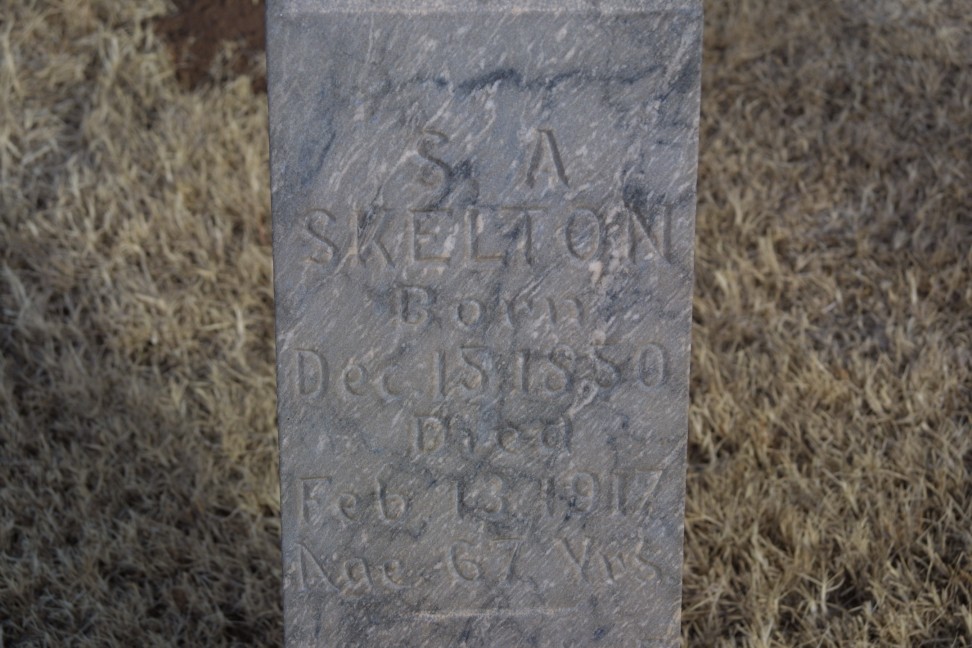 S. A
SKELTON
Born
Dec. 15, 1850
Died
Feb. 13, 1917
Age. 67. Yrs.